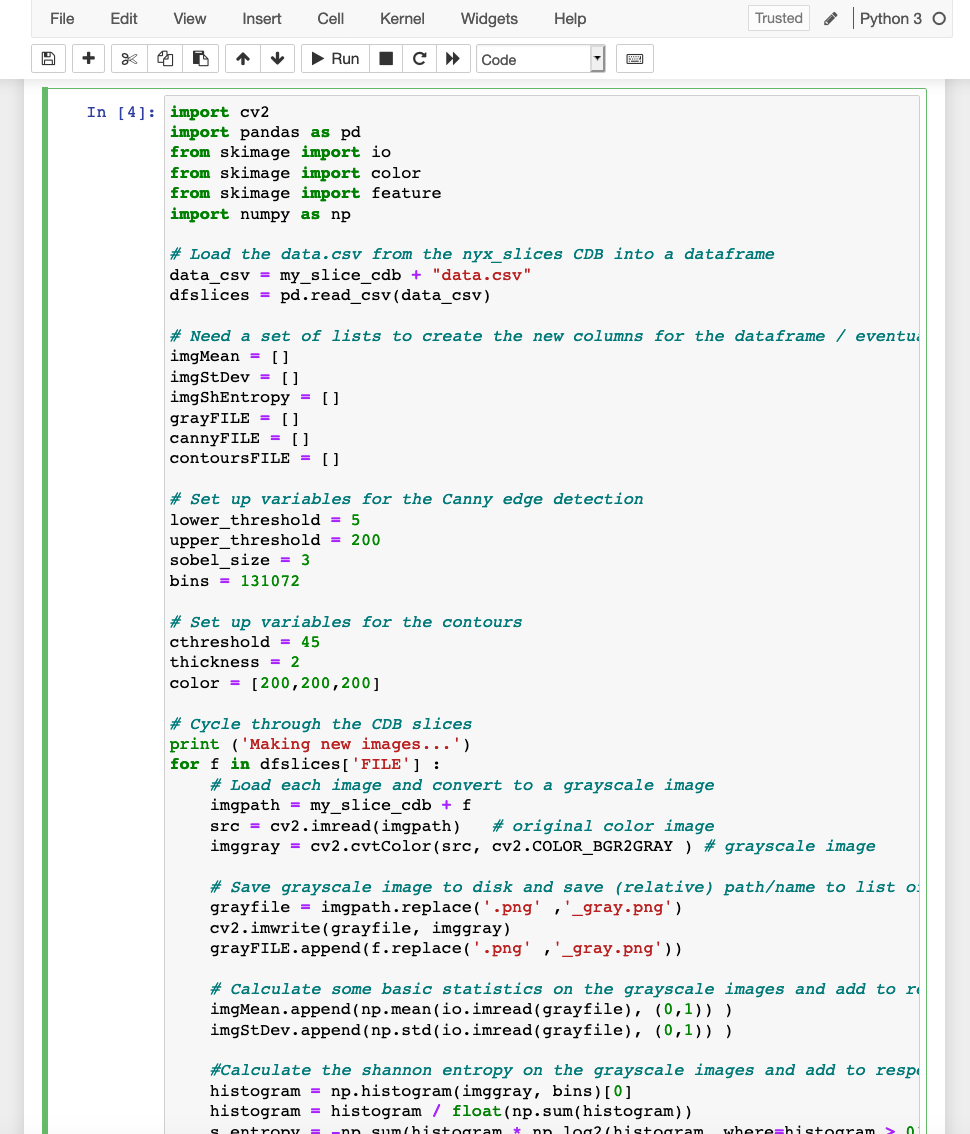 File Edit View Insert Cell Kernel Widgets Help Trusted Python 3
Run Code
In [4]:
import cv2
import pandas as pd
from skimage import io
from skimage import color
from skimage import feature
import numpy as np
# Load the data.csv from the nyx_slices CDB into a dataframe
data_csv = my_slice_cdb + "data.csv"
dfslices = pd.read_csv(data_csv)
# Need a set of lists to create the new columns for the dataframe /
imgMean = []
imgStDev = []
imgShEntropy = []
grayFILE = []
cannyFILE = []
contoursFILE = []
# Set up variables for the Canny edge detection
lower_threshold = 5
upper_threshold = 200
sobel_size = 3
bins = 131072
# Set up variables for the contours
cthreshold = 45
thickness = 2
color = [200,200,200]
# Cycle through the CDB slices
print ('Making new images...')
for f in dfslices['FILE'] :
    # Load each image and convert to a grayscale image
    imgpath = my_slice_cdb + f
    src = cv2.imread(imgpath)   # original color image
    imggray = cv2.cvtColor(src, cv2.COLOR_BGR2GRAY ) # grayscale image
    # Save grayscale image to disk and save (relative) path/name to list
    grayfile = imgpath.replace('.png' ,'_gray.png')
    cv2.imwrite(grayfile, imggray)
    grayFILE.append(f.replace('.png' ,'_gray.png'))
    # Calculate some basic statistics on the grayscale images and add to
    imgMean.append(np.mean(io.imread(grayfile), (0,1)) )
    imgStDev.append(np.std(io.imread(grayfile), (0,1)) )
    #Calculate the shannon entropy on the grayscale images and add to
    histogram = np.histogram(imggray, bins)[0]
    histogram = histogram / float(np.sum(histogram))
    s_entropy = -np.sum(histogram * np.log2(histogram, where=histogram > 0